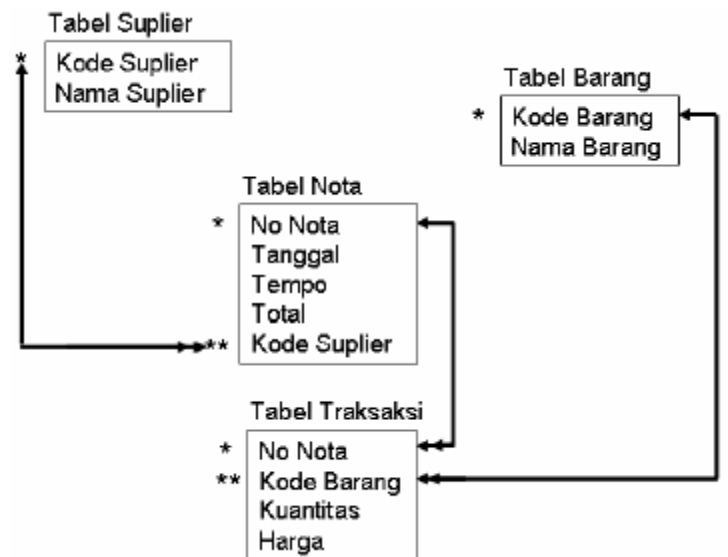 Tabel Suplier
* Kode Suplier
Nama Suplier
Tabel Barang
* Kode Barang
Nama Barang
Tabel Nota
* No Nota
Tanggal
Tempo
Total
** Kode Suplier
Tabel Traksaksi
* No Nota
** Kode Barang
Kuantitas
Harga